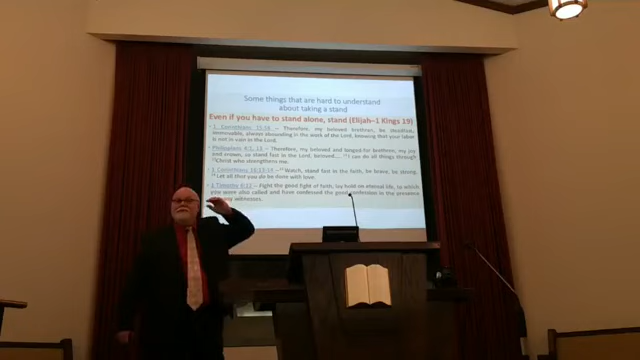 Some things that are hard to understand
about taking a stand
Even if you have to stand alone, stand (Elijah–1 Kings 19)
1 Corinthians 15:58 – Therefore, my beloved brethren, be steadfast,
immovable, always abounding in the work of the Lord, knowing that your labor
is not in vain in the Lord.
Philippians 4:1, 13 – Therefore, my beloved and longed-for brethren, my joy
and crown, so stand fast in the Lord, beloved.... 13 I can do all things through
Christ who strengthens me.
1 Corinthians 16:13-14 – 13 Watch, stand fast in the faith, be brave, be strong.
14 Let all that you do be done with love.
1 Timothy 6:12 – Fight the good fight of faith, lay hold on eternal life, to which
you were also called and have confessed the good confession in the presence
many witnesses.